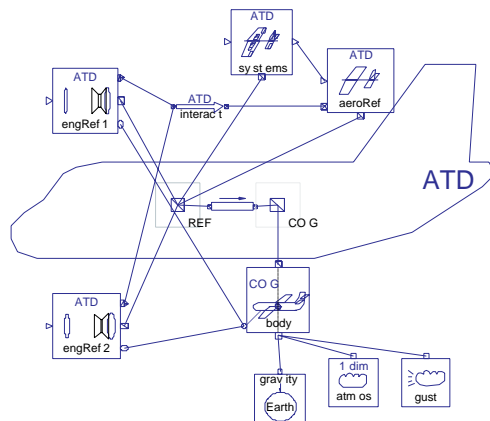 ATD
sy st ems
ATD
aeroRef
ATD
engRef 1
ATD
interac t
ATD
REF
CO G
CO G
body
ATD
engRef 2
grav ity
Earth
1 dim
atm os
gust